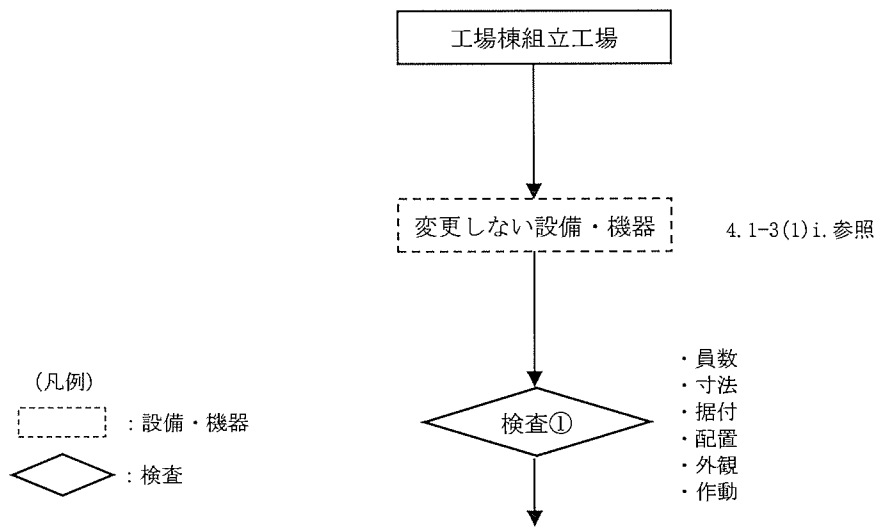 工場棟組立工場
変更しない設備・機器
4.1-3(1)i.参照
検査①
・員数
・寸法
・据付
・配置
・外観
・作動
(凡例)
：設備・機器
：検査